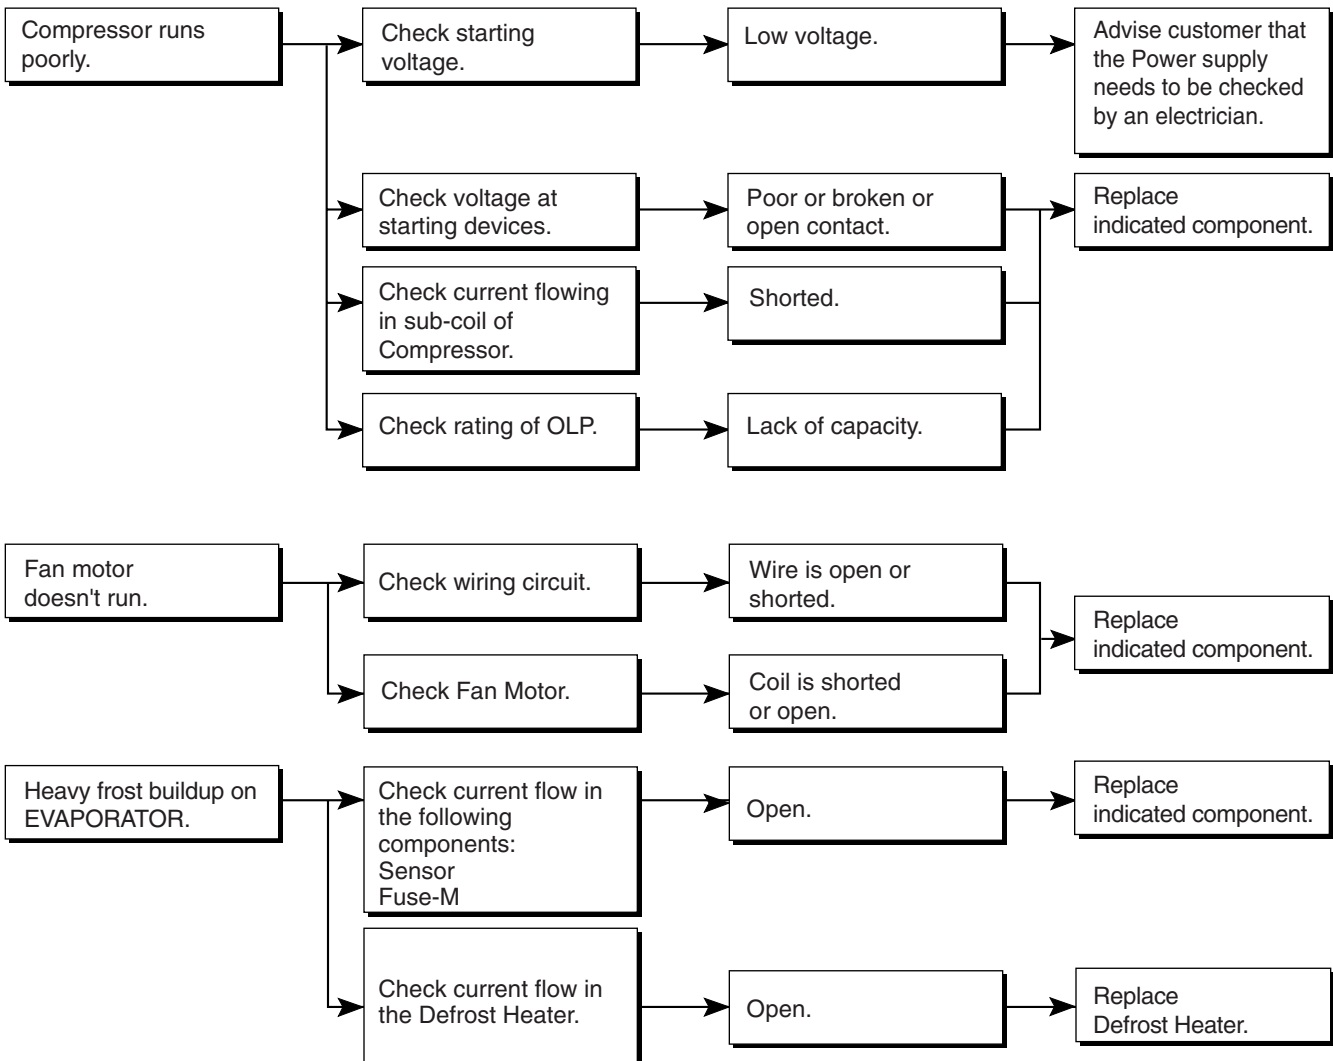 Compressor runs
poorly.
Check starting
voltage.
Low voltage.
Advise customer that
the Power supply
needs to be checked
by an electrician.
Check voltage at
starting devices.
Poor or broken or
open contact.
Replace
indicated component.
Check current flowing
in sub-coil of
Compressor.
Shorted.
Check rating of OLP.
Lack of capacity.
Fan motor
doesn't run.
Check wiring circuit.
Wire is open or
shorted.
Replace
indicated component.
Check Fan Motor.
Coil is shorted
or open.
Heavy frost buildup on
EVAPORATOR.
Check current flow in
the following
components:
Sensor
Fuse-M
Open.
Replace
indicated component.
Check current flow in
the Defrost Heater.
Open.
Replace
Defrost Heater.